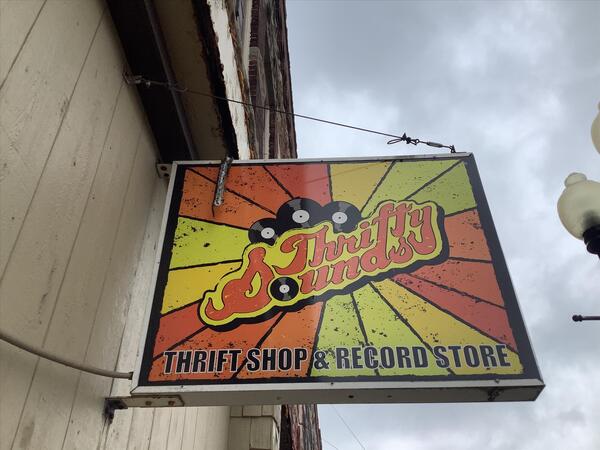 Thrifty
Sounds
THRIFT SHOP & RECORD STORE